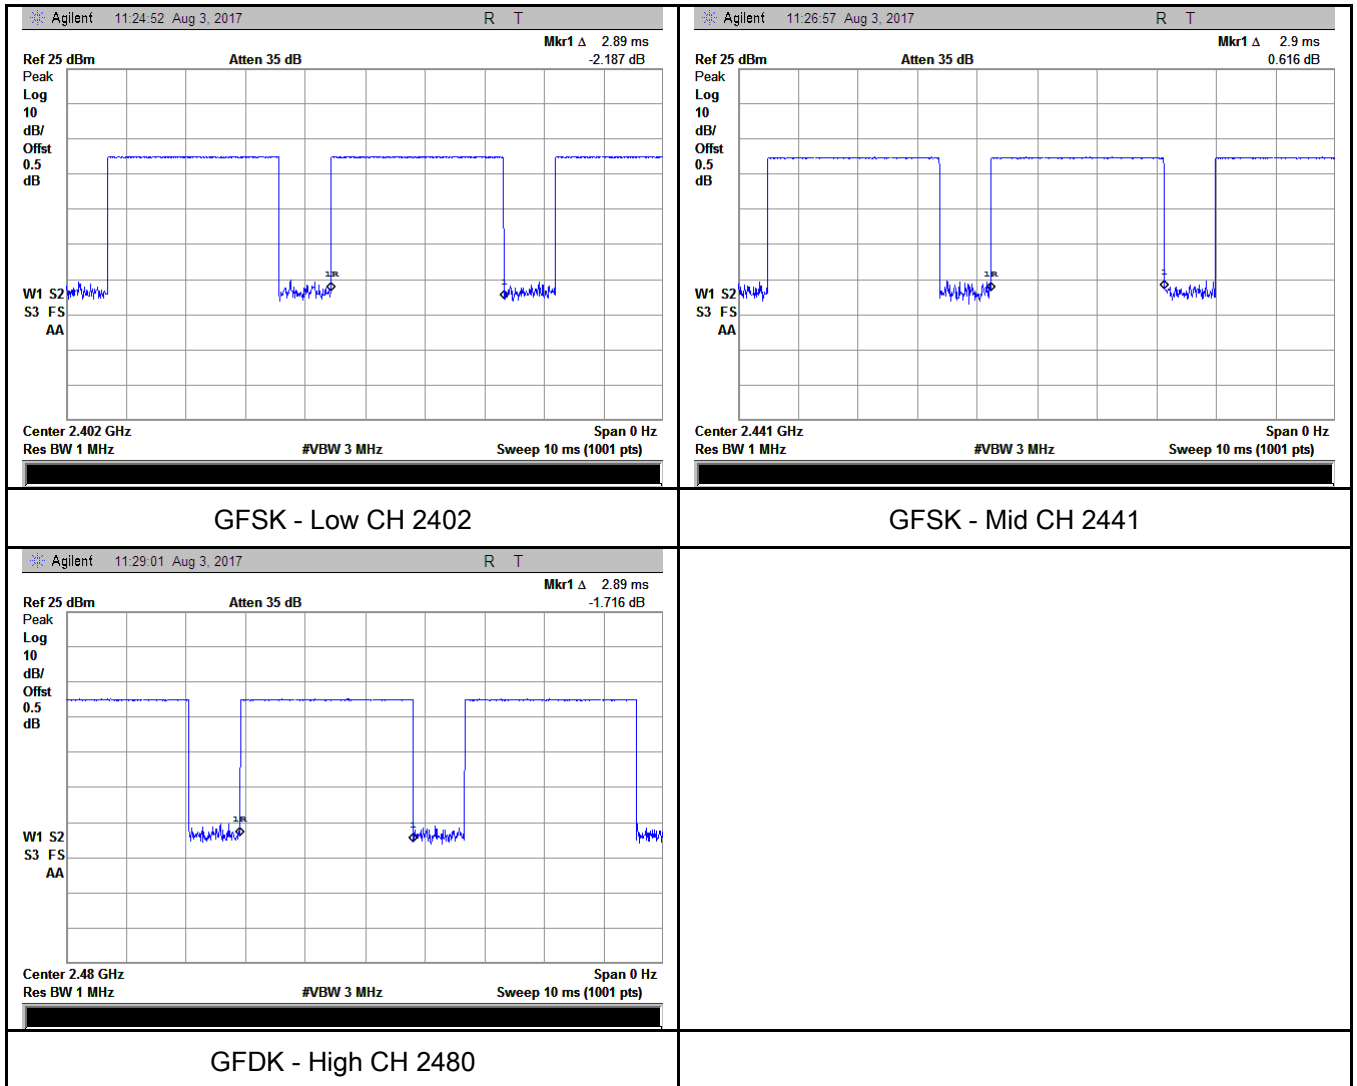 Agilent 11:24:52 Aug 3, 2017 R T
Mkr1 Δ 2.89 ms
Ref 25 dBm Atten 35 dB -2.187 dB
Peak
Log
10
dB/
Offst
0.5
dB
1R
1
W1 S2
S3 FS
AA
Center 2.402 GHz Span 0 Hz
Res BW 1 MHz #VBW 3 MHz Sweep 10 ms (1001 pts)
GFSK - Low CH 2402
Agilent 11:26:57 Aug 3, 2017 R T
Mkr1 Δ 2.9 ms
Ref 25 dBm Atten 35 dB 0.616 dB
Peak
Log
10
dB/
Offst
0.5
dB
1R
1
W1 S2
S3 FS
AA
Center 2.441 GHz Span 0 Hz
Res BW 1 MHz #VBW 3 MHz Sweep 10 ms (1001 pts)
GFSK - Mid CH 2441
Agilent 11:29:01 Aug 3, 2017 R T
Mkr1 Δ 2.89 ms
Ref 25 dBm Atten 35 dB -1.716 dB
Peak
Log
10
dB/
Offst
0.5
dB
1R
1
W1 S2
S3 FS
AA
Center 2.48 GHz Span 0 Hz
Res BW 1 MHz #VBW 3 MHz Sweep 10 ms (1001 pts)
GFDK - High CH 2480